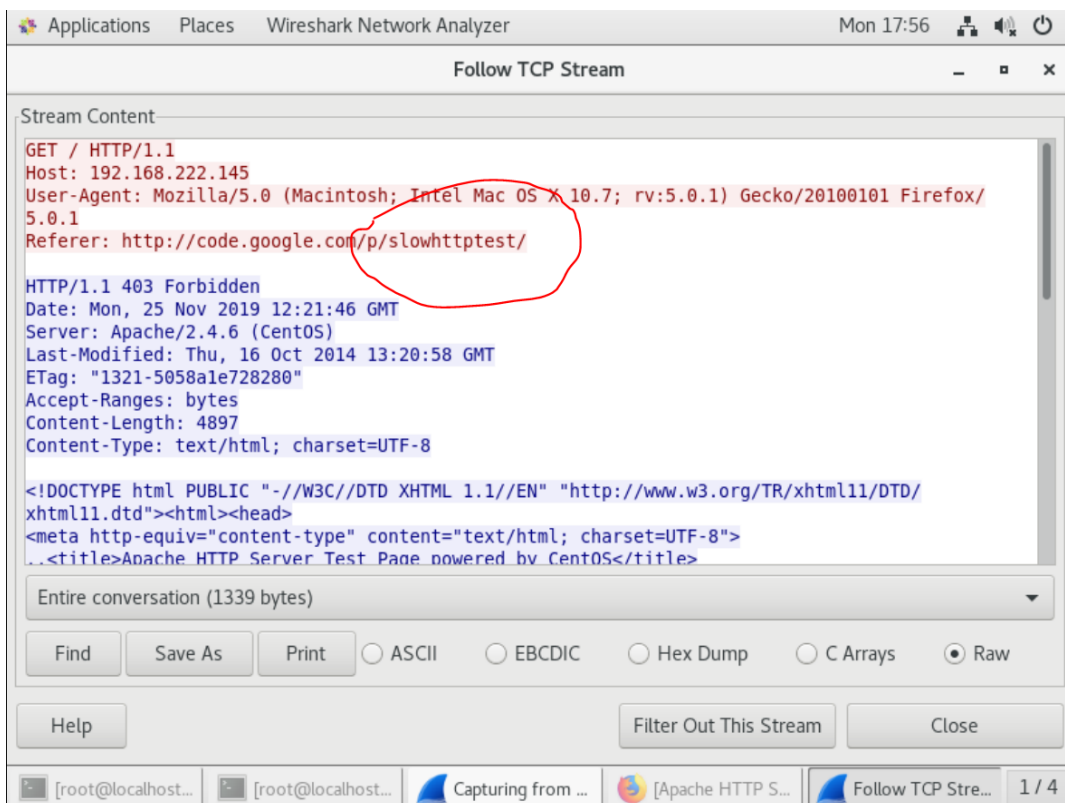 Applications Places Wireshark Network Analyzer Mon 17:56
Follow TCP Stream
Stream Content
GET / HTTP/1.1
Host: 192.168.222.145
User-Agent: Mozilla/5.0 (Macintosh; Intel Mac OS X 10.7; rv:5.0.1) Gecko/20100101 Firefox/
5.0.1
Referer: http://code.google.com/p/slowhttptest/
HTTP/1.1 403 Forbidden
Date: Mon, 25 Nov 2019 12:21:46 GMT
Server: Apache/2.4.6 (CentOS)
Last-Modified: Thu, 16 Oct 2014 13:20:58 GMT
ETag: "1321-5058a1e728280"
Accept-Ranges: bytes
Content-Length: 4897
Content-Type: text/html; charset=UTF-8
<!DOCTYPE html PUBLIC "-//W3C//DTD XHTML 1.1//EN" "http://www.w3.org/TR/xhtml11/DTD/
xhtml11.dtd"><html><head>
<meta http-equiv="content-type" content="text/html; charset=UTF-8">
..<title>Apache HTTP Server Test Page powered by CentOS</title>
Entire conversation (1339 bytes)
Find Save As Print ASCII EBCDIC Hex Dump C Arrays Raw
Help Filter Out This Stream Close
[root@localhost... [root@localhost... Capturing from ... [Apache HTTP S... Follow TCP Stre... 1 / 4